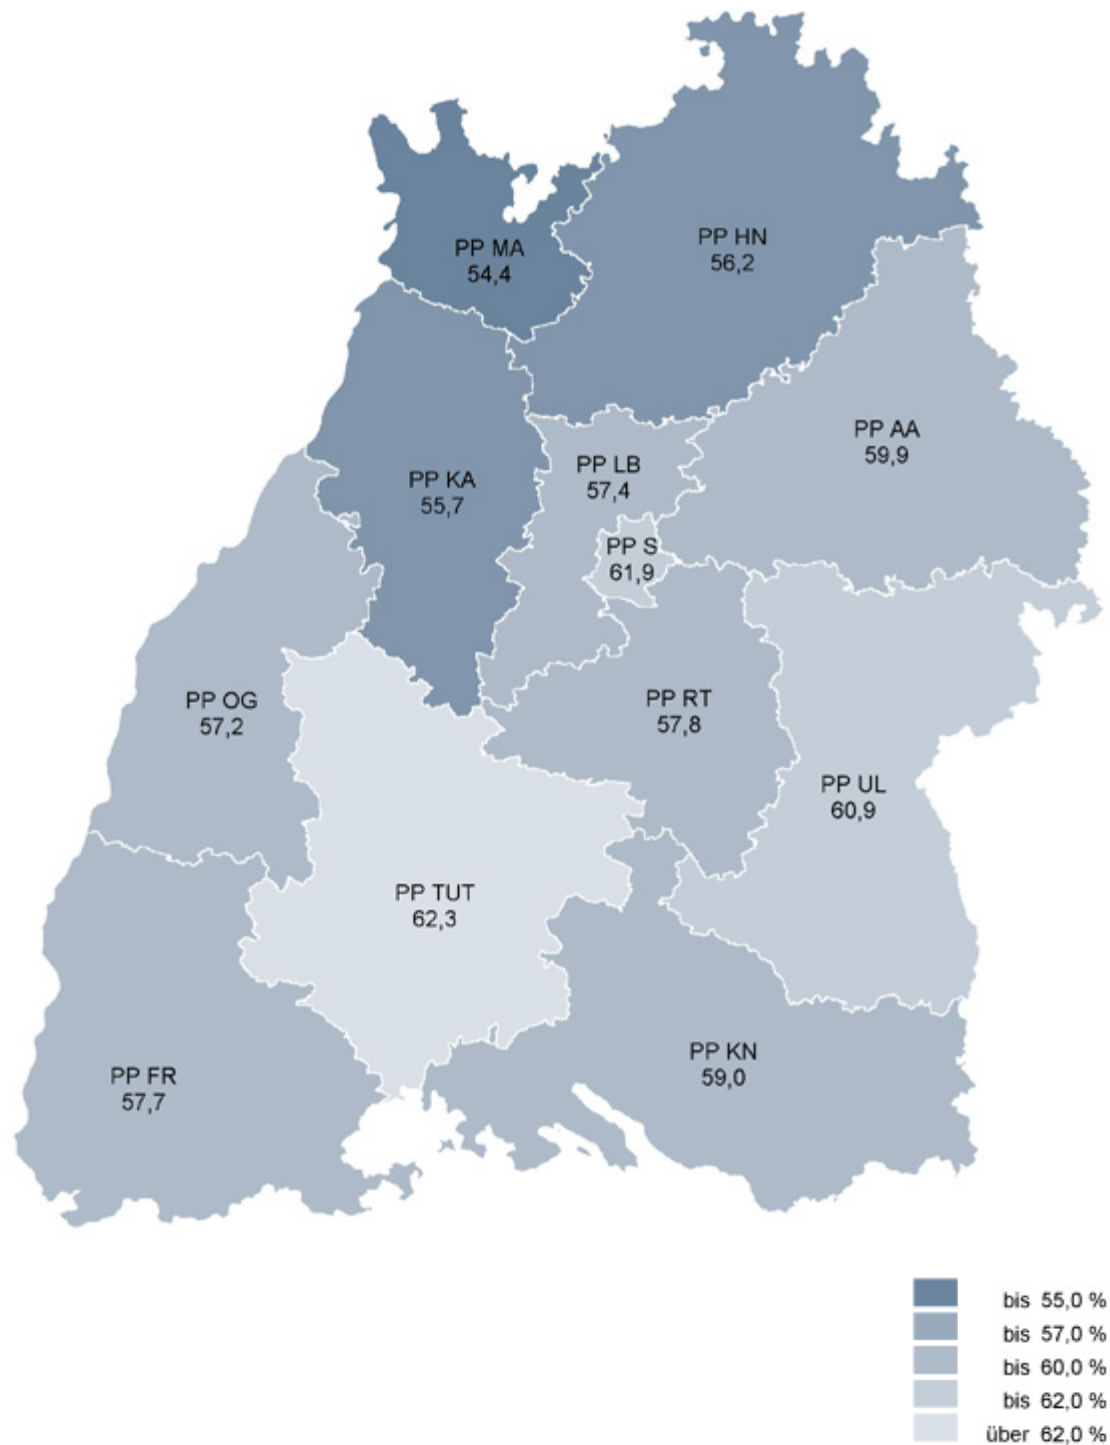 PP HN
56,2
PP MA
54,4
PP AA
59,9
PP LB
57,4
PP KA
55,7
PP S
61,9
PP OG
57,2
PP RT
57,8
PP UL
60,9
PP TUT
62,3
PP KN
59,0
PP FR
57,7
bis 55,0 %
bis 57,0 %
bis 60,0 %
bis 62,0 %
über 62,0 %